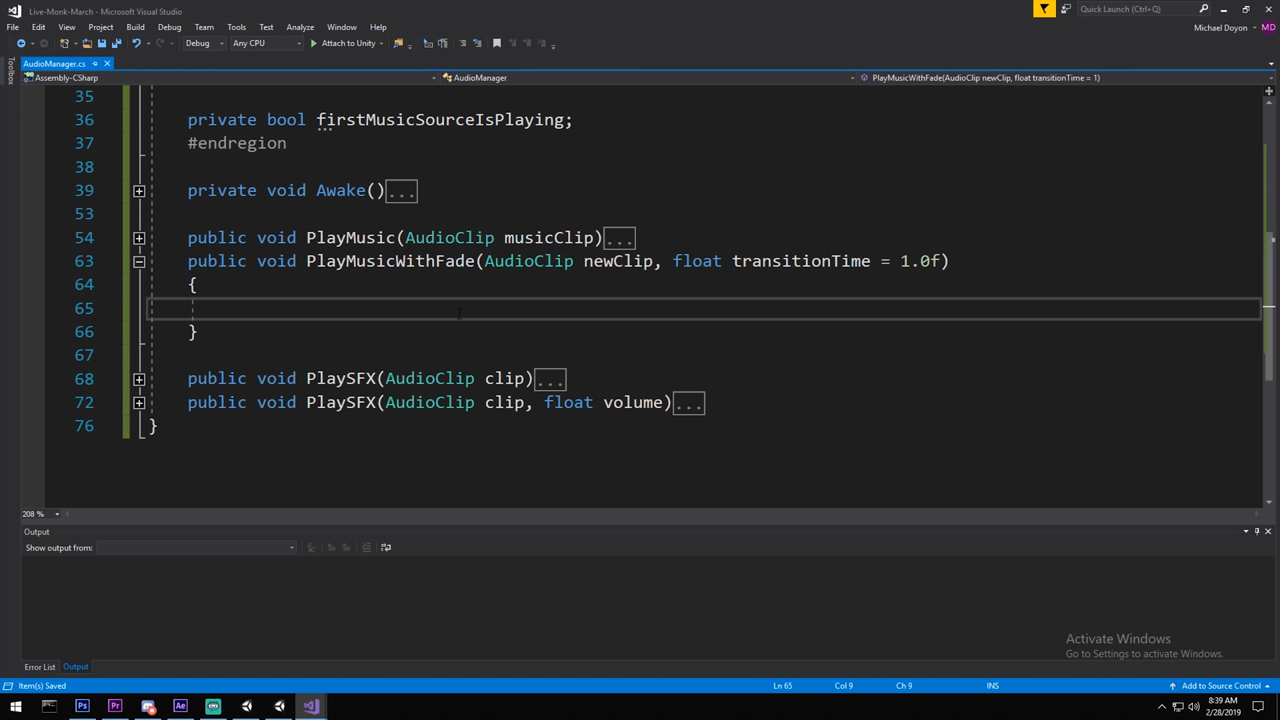 Live-Monk-March - Microsoft Visual Studio
Quick Launch (Ctrl+Q)
File Edit View Project Build Debug Team Tools Test Analyze Window Help
Michael Doyon MD
Debug Any CPU Attach to Unity
Toolbox
AudioManager.cs
Assembly-CSharp AudioManager PlayMusicWithFade(AudioClip newClip, float transitionTime = 1)
35
36 private bool firstMusicSourceIsPlaying;
37 #endregion
38
39 private void Awake()...
53
54 public void PlayMusic(AudioClip musicClip)...
63 public void PlayMusicWithFade(AudioClip newClip, float transitionTime = 1.0f)
64 {
65
66 }
67
68 public void PlaySFX(AudioClip clip)...
72 public void PlaySFX(AudioClip clip, float volume)...
76 }
208 %
Output
Show output from:
Activate Windows
Go to Settings to activate Windows.
Error List Output
Item(s) Saved Ln 65 Col 9 Ch 9 INS Add to Source Control
Ps Pr Ae 8:39 AM
2/28/2019